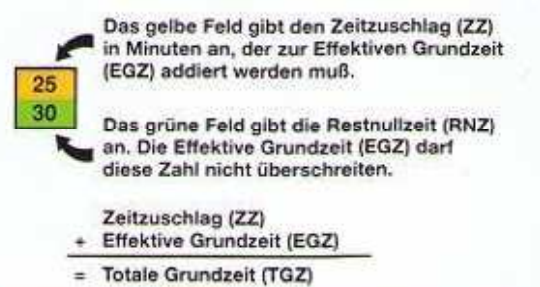 Das gelbe Feld gibt den Zeitzuschlag (ZZ)
in Minuten an, der zur Effektiven Grundzeit
(EGZ) addiert werden muß.
25
30
Das grüne Feld gibt die Restnullzeit (RNZ)
an. Die Effektive Grundzeit (EGZ) darf
diese Zahl nicht überschreiten.
Zeitzuschlag (ZZ)
+ Effektive Grundzeit (EGZ)
= Totale Grundzeit (TGZ)